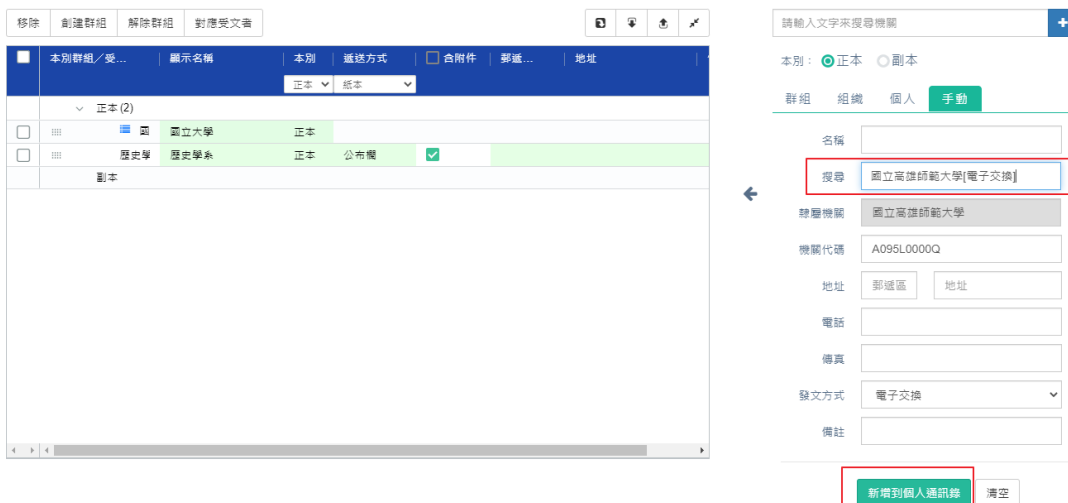 移除 創建群組 解除群組 對應受文者
本別群組／受... 顯示名稱 本別 遞送方式 含附件 郵遞... 地址
正本 紙本
正本 (2)
國 國立大學 正本
歷史學 歷史學系 正本 公布欄
副本
請輸入文字來搜尋機關 +
本別： 正本 副本
群組 組織 個人 手動
名稱
搜尋 國立高雄師範大學[電子交換]
隸屬機關 國立高雄師範大學
機關代碼 A095L0000Q
地址 郵遞區 地址
電話
傳真
發文方式 電子交換
備註
新增到個人通訊錄 清空